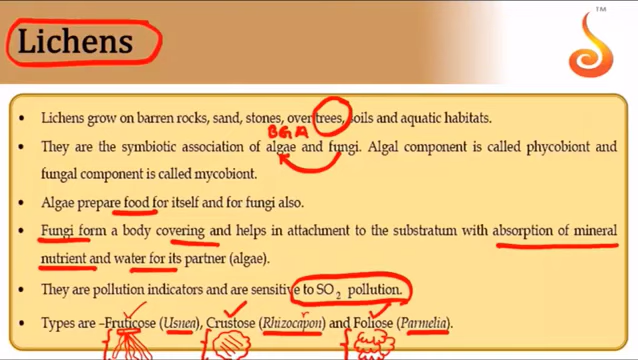 TM
Lichens
• Lichens grow on barren rocks, sand, stones, over trees, soils and aquatic habitats.
BGA
• They are the symbiotic association of algae and fungi. Algal component is called phycobiont and
fungal component is called mycobiont.
• Algae prepare food for itself and for fungi also.
• Fungi form a body covering and helps in attachment to the substratum with absorption of mineral
nutrient and water for its partner (algae).
• They are pollution indicators and are sensitive to SO₂ pollution.
• Types are –Fruticose (Usnea), Crustose (Rhizocapon) and Foliose (Parmelia).